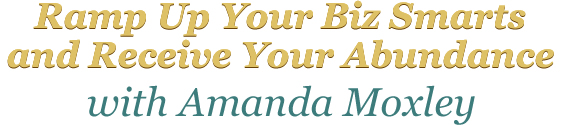 Ramp Up Your Biz Smarts
and Receive Your Abundance
with Amanda Moxley